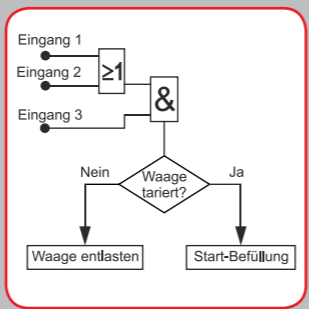 Eingang 1
≥1
Eingang 2
&
Eingang 3
Nein
Waage
tariert?
Ja
Waage entlasten
Start-Befüllung